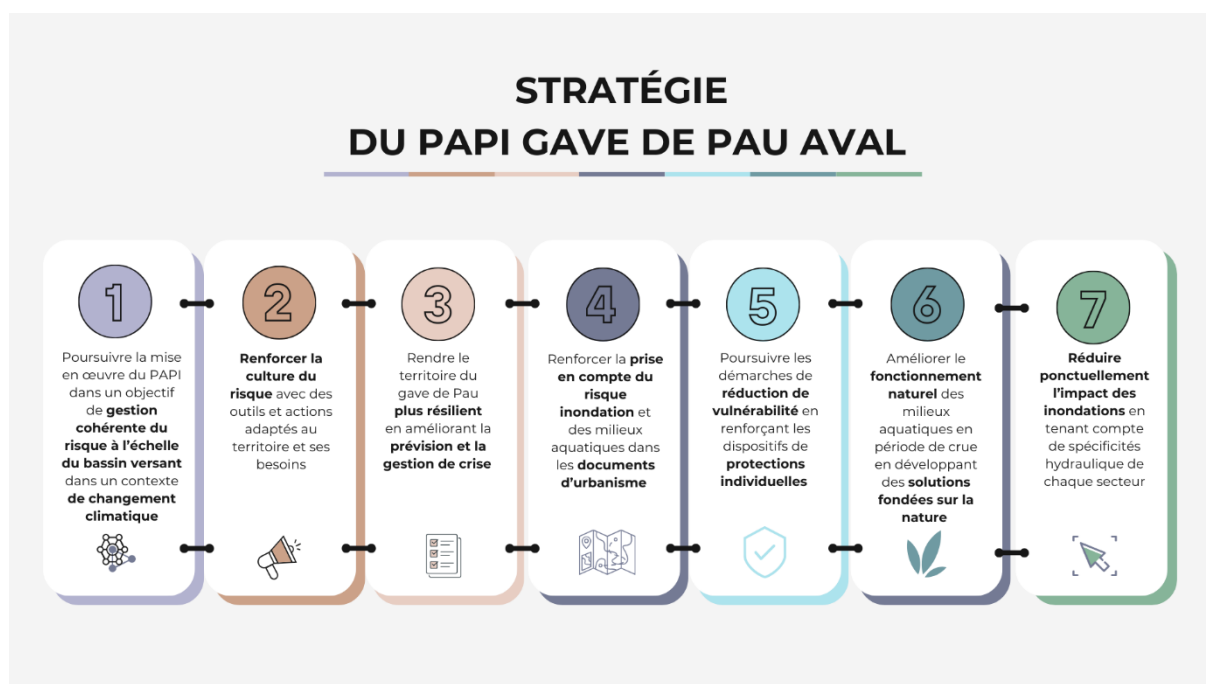 STRATÉGIE
DU PAPI GAVE DE PAU AVAL
1
Poursuivre la mise
en œuvre du PAPI
dans un objectif
de gestion
cohérente du
risque à l'échelle
du bassin versant
dans un contexte
de changement
climatique
2
Renforcer la
culture du
risque avec des
outils et actions
adaptés au
territoire et ses
besoins
3
Rendre le
territoire du
gave de Pau
plus résilient
en améliorant la
prévision et la
gestion de crise
4
Renforcer la prise
en compte du
risque
inondation et
des milieux
aquatiques dans
les documents
d'urbanisme
5
Poursuivre les
démarches de
réduction de
vulnérabilité en
renforçant les
dispositifs de
protections
individuelles
6
Améliorer le
fonctionnement
naturel des
milieux
aquatiques en
période de crue
en développant
des solutions
fondées sur la
nature
7
Réduire
ponctuellement
l'impact des
inondations en
tenant compte
de spécificités
hydraulique de
chaque secteur